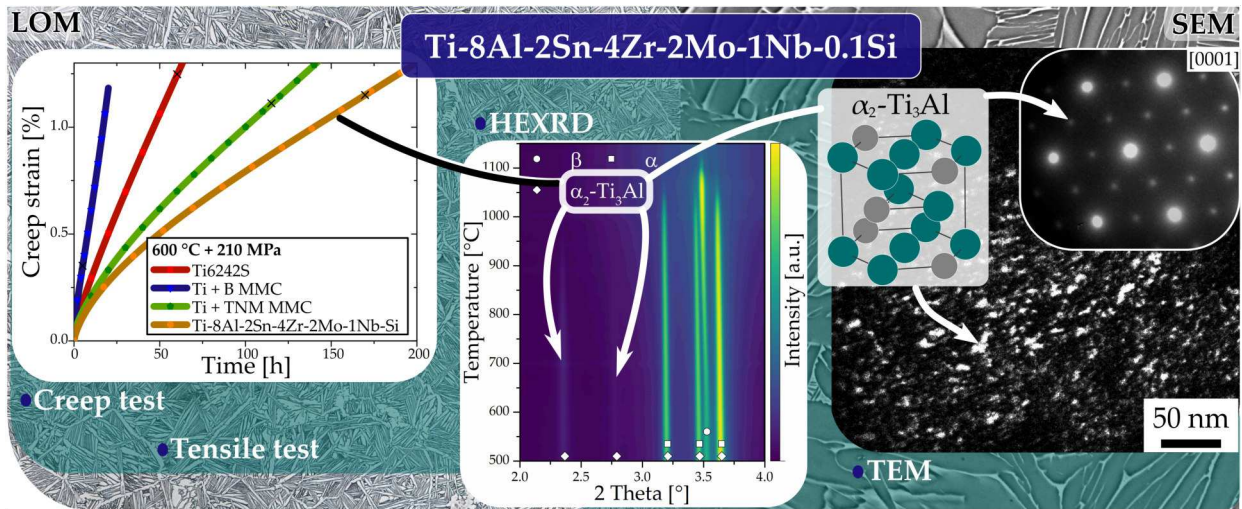 LOM
Ti-8Al-2Sn-4Zr-2Mo-1Nb-0.1Si
SEM
[0001]
Creep strain [%]
1.0
0.5
0.0
600 °C + 210 MPa
Ti6242S
Ti + B MMC
Ti + TNM MMC
Ti-8Al-2Sn-4Zr-2Mo-1Nb-Si
0 50 100 150 200
Time [h]
Creep test
Tensile test
HEXRD
β α
α₂-Ti₃Al
Temperature [°C]
1100
1000
900
800
700
600
500
2.0 2.5 3.0 3.5 4.0
2 Theta [°]
Intensity [a.u.]
α₂-Ti₃Al
50 nm
TEM